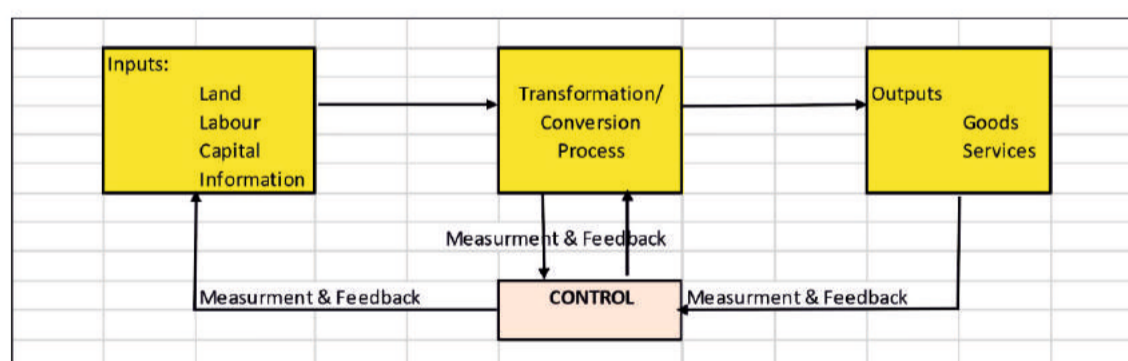 Inputs:
Land
Labour
Capital
Information
Transformation/
Conversion
Process
Outputs
Goods
Services
Measurment & Feedback
Measurment & Feedback
CONTROL
Measurment & Feedback